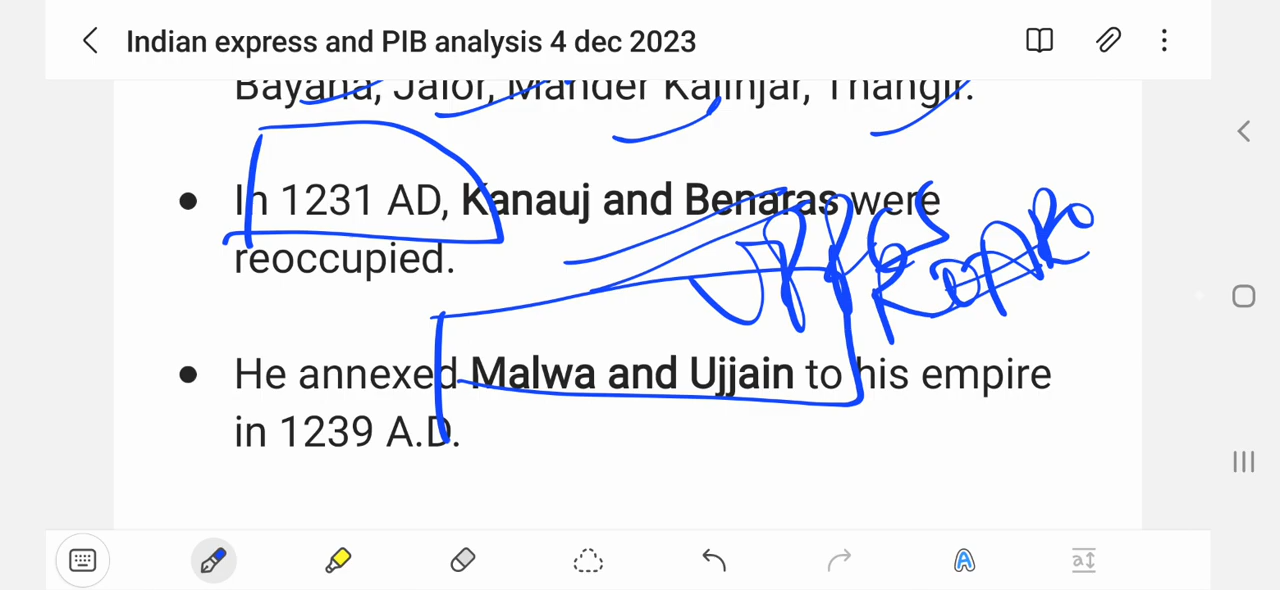 Indian express and PIB analysis 4 dec 2023
Bayana, Jalor, Mander Kalinjar, Thangir.
• In 1231 AD, Kanauj and Benaras were
reoccupied.
• He annexed Malwa and Ujjain to his empire
in 1239 A.D.